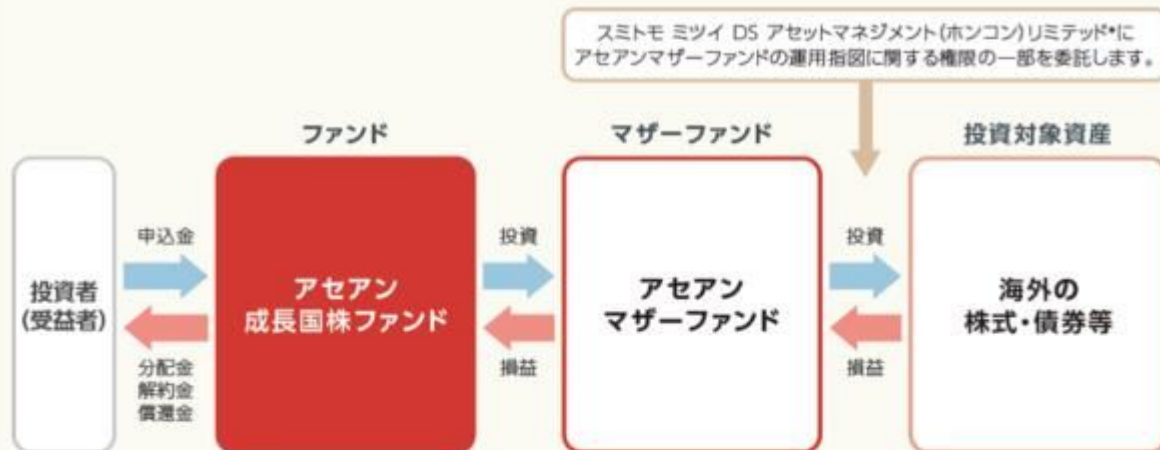 スミトモ ミツイ DS アセットマネジメント(ホンコン)リミテッド*に
アセアンマザーファンドの運用指図に関する権限の一部を委託します。
ファンド
マザーファンド
投資対象資産
投資者
(受益者)
申込金
分配金
解約金
償還金
アセアン
成長国株ファンド
投資
損益
アセアン
マザーファンド
投資
損益
海外の
株式・債券等